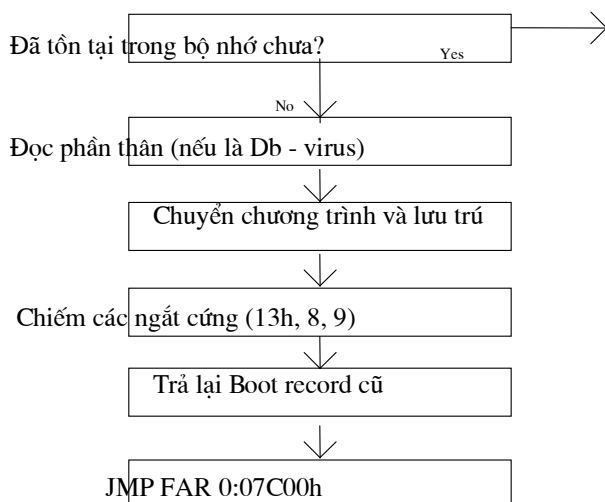 Đã tồn tại trong bộ nhớ chưa?
Yes
No
Đọc phần thân (nếu là Db - virus)
Chuyển chương trình và lưu trú
Chiếm các ngắt cứng (13h, 8, 9)
Trả lại Boot record cũ
JMP FAR 0:07C00h